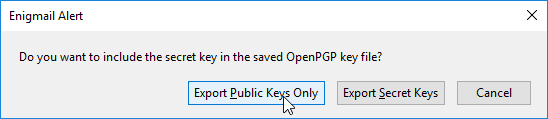 Enigmail Alert
Do you want to include the secret key in the saved OpenPGP key file?
Export Public Keys Only
Export Secret Keys
Cancel